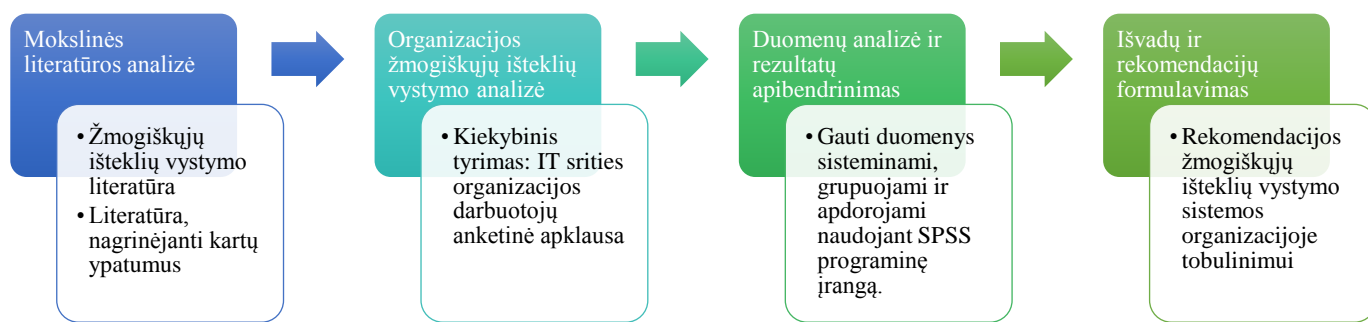 Mokslinės
literatūros analizė
• Žmogiškųjų
išteklių vystymo
literatūra
• Literatūra,
nagrinėjanti kartų
ypatumus
Organizacijos
žmogiškųjų išteklių
vystymo analizė
• Kiekybinis
tyrimas: IT srities
organizacijos
darbuotojų
anketinė apklausa
Duomenų analizė ir
rezultatų
apibendrinimas
• Gauti duomenys
sisteminami,
grupuojami ir
apdorojami
naudojant SPSS
programinę
įrangą.
Išvadų ir
rekomendacijų
formulavimas
• Rekomendacijos
žmogiškųjų
išteklių vystymo
sistemos
organizacijoje
tobulinimui